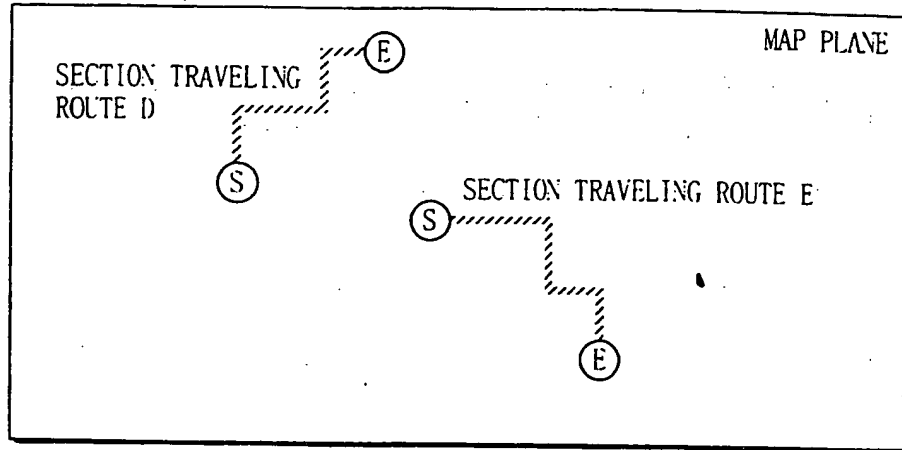 MAP PLANE
E
SECTION TRAVELING
ROUTE D
S
SECTION TRAVELING ROUTE E
S
E